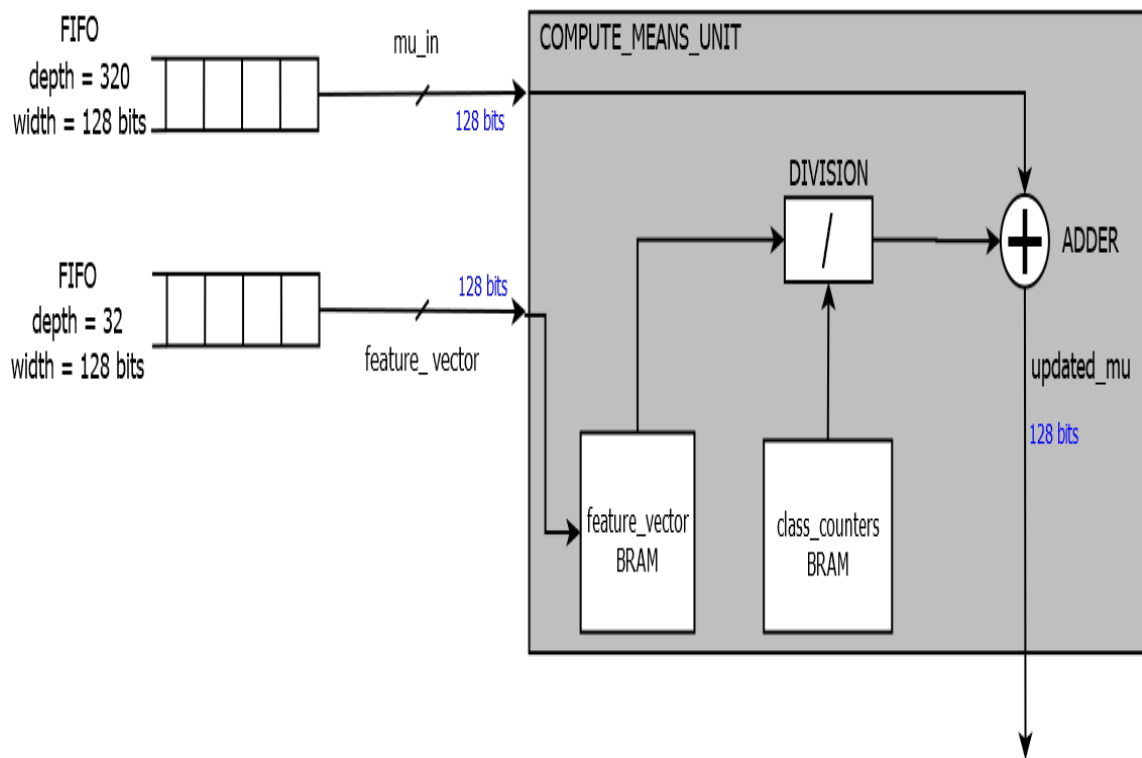 FIFO
depth = 320
width = 128 bits
mu_in
128 bits
COMPUTE_MEANS_UNIT
DIVISION
/
+
ADDER
FIFO
depth = 32
width = 128 bits
128 bits
feature_ vector
updated_mu
128 bits
feature_vector
BRAM
class_counters
BRAM